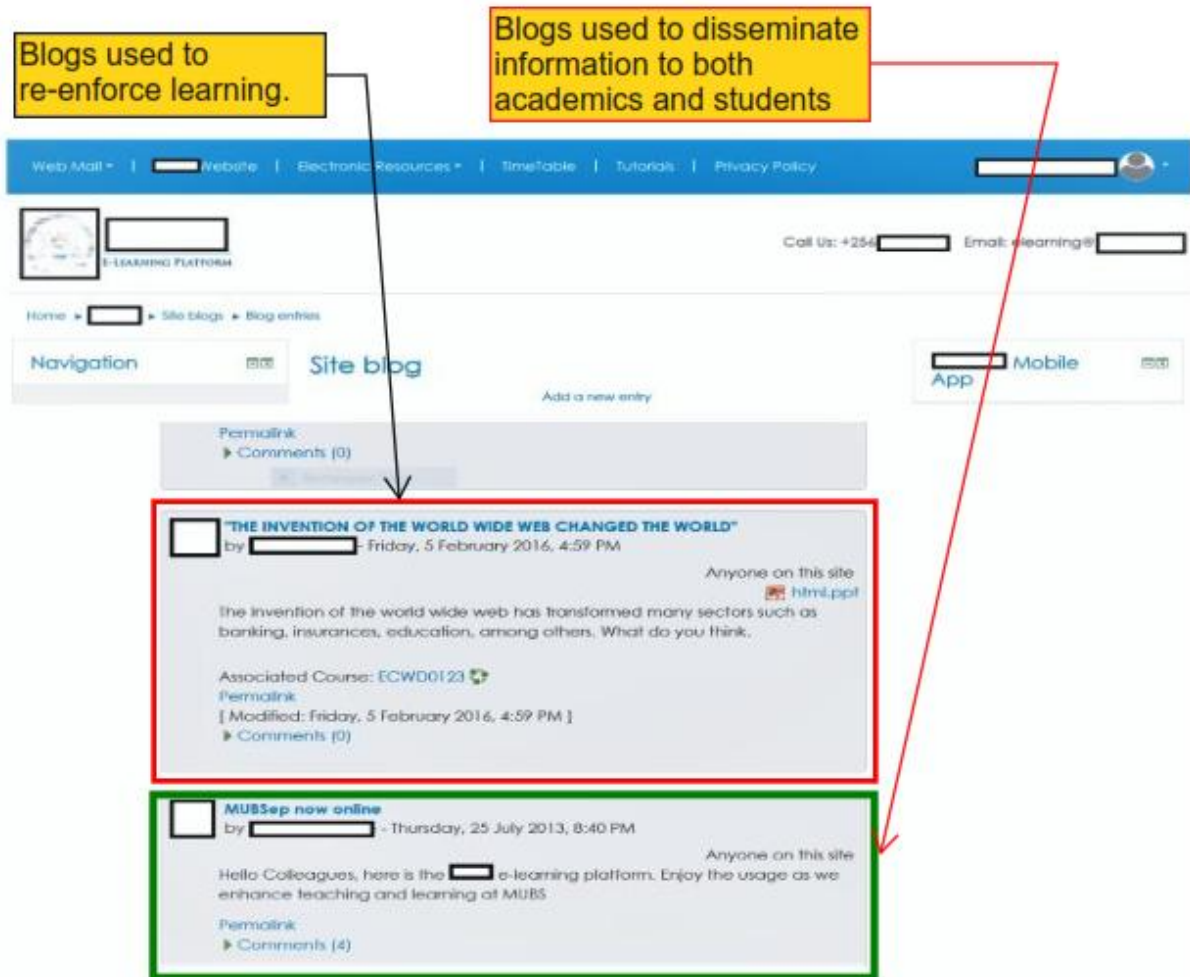 Blogs used to
re-enforce learning.
Blogs used to disseminate
information to both
academics and students
Web Mail | Website | Electronic Resources | TimeTable | Tutorials | Privacy Policy
E-LEARNING PLATFORM
Call Us: +256 Email: elearning@
Home ▸ ▸ Site blogs ▸ Blog entries
Navigation
Site blog
Mobile
App
Add a new entry
Permalink
Comments (0)
"THE INVENTION OF THE WORLD WIDE WEB CHANGED THE WORLD"
by - Friday, 5 February 2016, 4:59 PM
Anyone on this site
html.ppt
The invention of the world wide web has transformed many sectors such as
banking, insurances, education, among others. What do you think.
Associated Course: ECWD0123
Permalink
[ Modified: Friday, 5 February 2016, 4:59 PM ]
Comments (0)
MUBSep now online
by - Thursday, 25 July 2013, 8:40 PM
Anyone on this site
Hello Colleagues, here is the e-learning platform. Enjoy the usage as we
enhance teaching and learning at MUBS
Permalink
Comments (4)